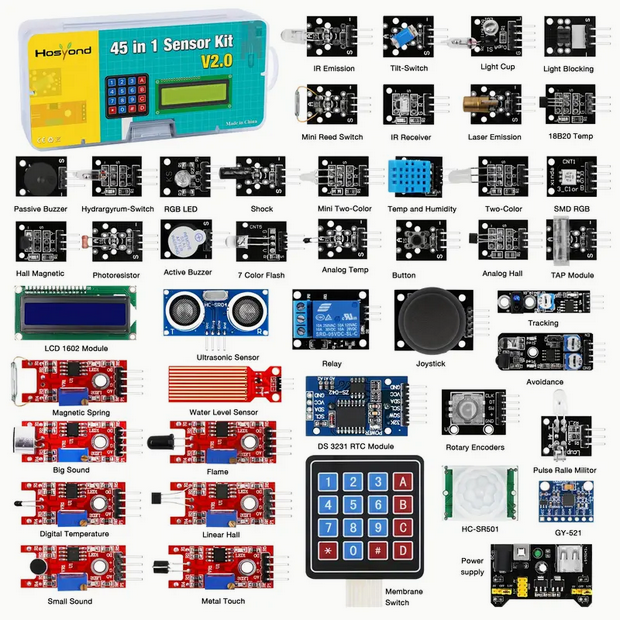 Hosyond
45 in 1 Sensor Kit
V2.0
Made in China
IR Emission
Tilt-Switch
Light Cup
Light Blocking
Mini Reed Switch
IR Receiver
Laser Emission
18B20 Temp
Passive Buzzer
Hydrargyrum-Switch
RGB LED
Shock
Mini Two-Color
Temp and Humidity
Two-Color
SMD RGB
Hall Magnetic
Photoresistor
Active Buzzer
7 Color Flash
Analog Temp
Button
Analog Hall
TAP Module
LCD 1602 Module
HC-SR04
T
R
Ultrasonic Sensor
Relay
Joystick
Tracking
Avoidance
Magnetic Spring
Water Level Sensor
DS 3231 RTC Module
Rotary Encoders
Pulse Ralle Militor
Big Sound
Flame
1 2 3 A
4 5 6 B
7 8 9 C
* 0 # D
HC-SR501
GY-521
Digital Temperature
Linear Hall
Power
supply
Small Sound
Metal Touch
Membrane
Switch